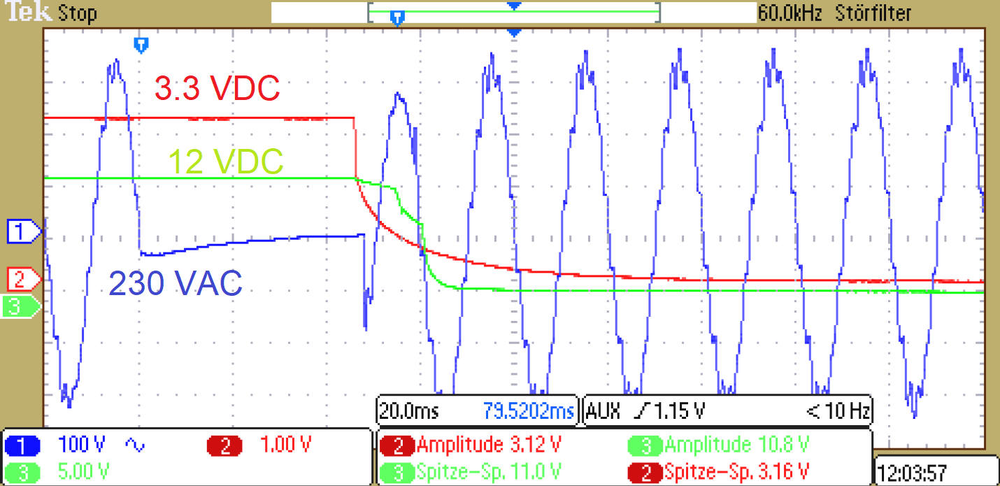 Tek Stop 60.0kHz Störfilter
T
T
3.3 VDC
12 VDC
1
230 VAC
2
3
20.0ms 79.5202ms AUX 1.15 V < 10 Hz
1 100 V 2 1.00 V 2 Amplitude 3.12 V 3 Amplitude 10.8 V
3 5.00 V 3 Spitze-Sp. 11.0 V 2 Spitze-Sp. 3.16 V 12:03:57